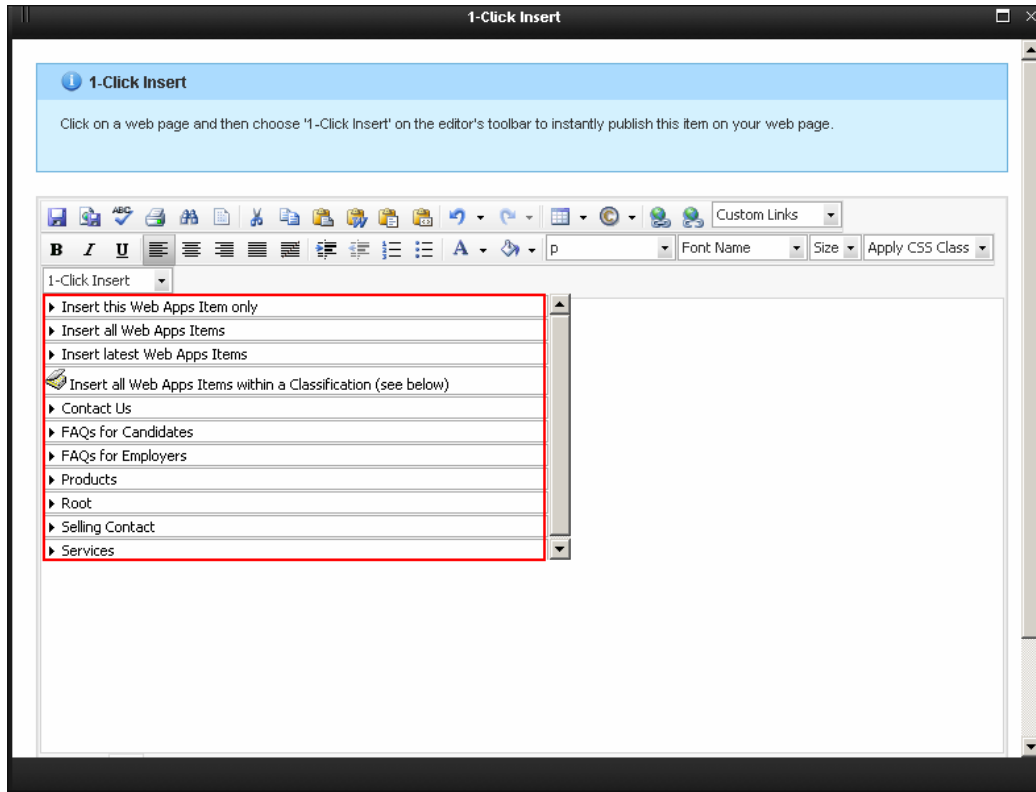 1-Click Insert
1-Click Insert
Click on a web page and then choose '1-Click Insert' on the editor's toolbar to instantly publish this item on your web page.
ABC
Custom Links
B I U A p Font Name Size Apply CSS Class
1-Click Insert
Insert this Web Apps Item only
Insert all Web Apps Items
Insert latest Web Apps Items
Insert all Web Apps Items within a Classification (see below)
Contact Us
FAQs for Candidates
FAQs for Employers
Products
Root
Selling Contact
Services